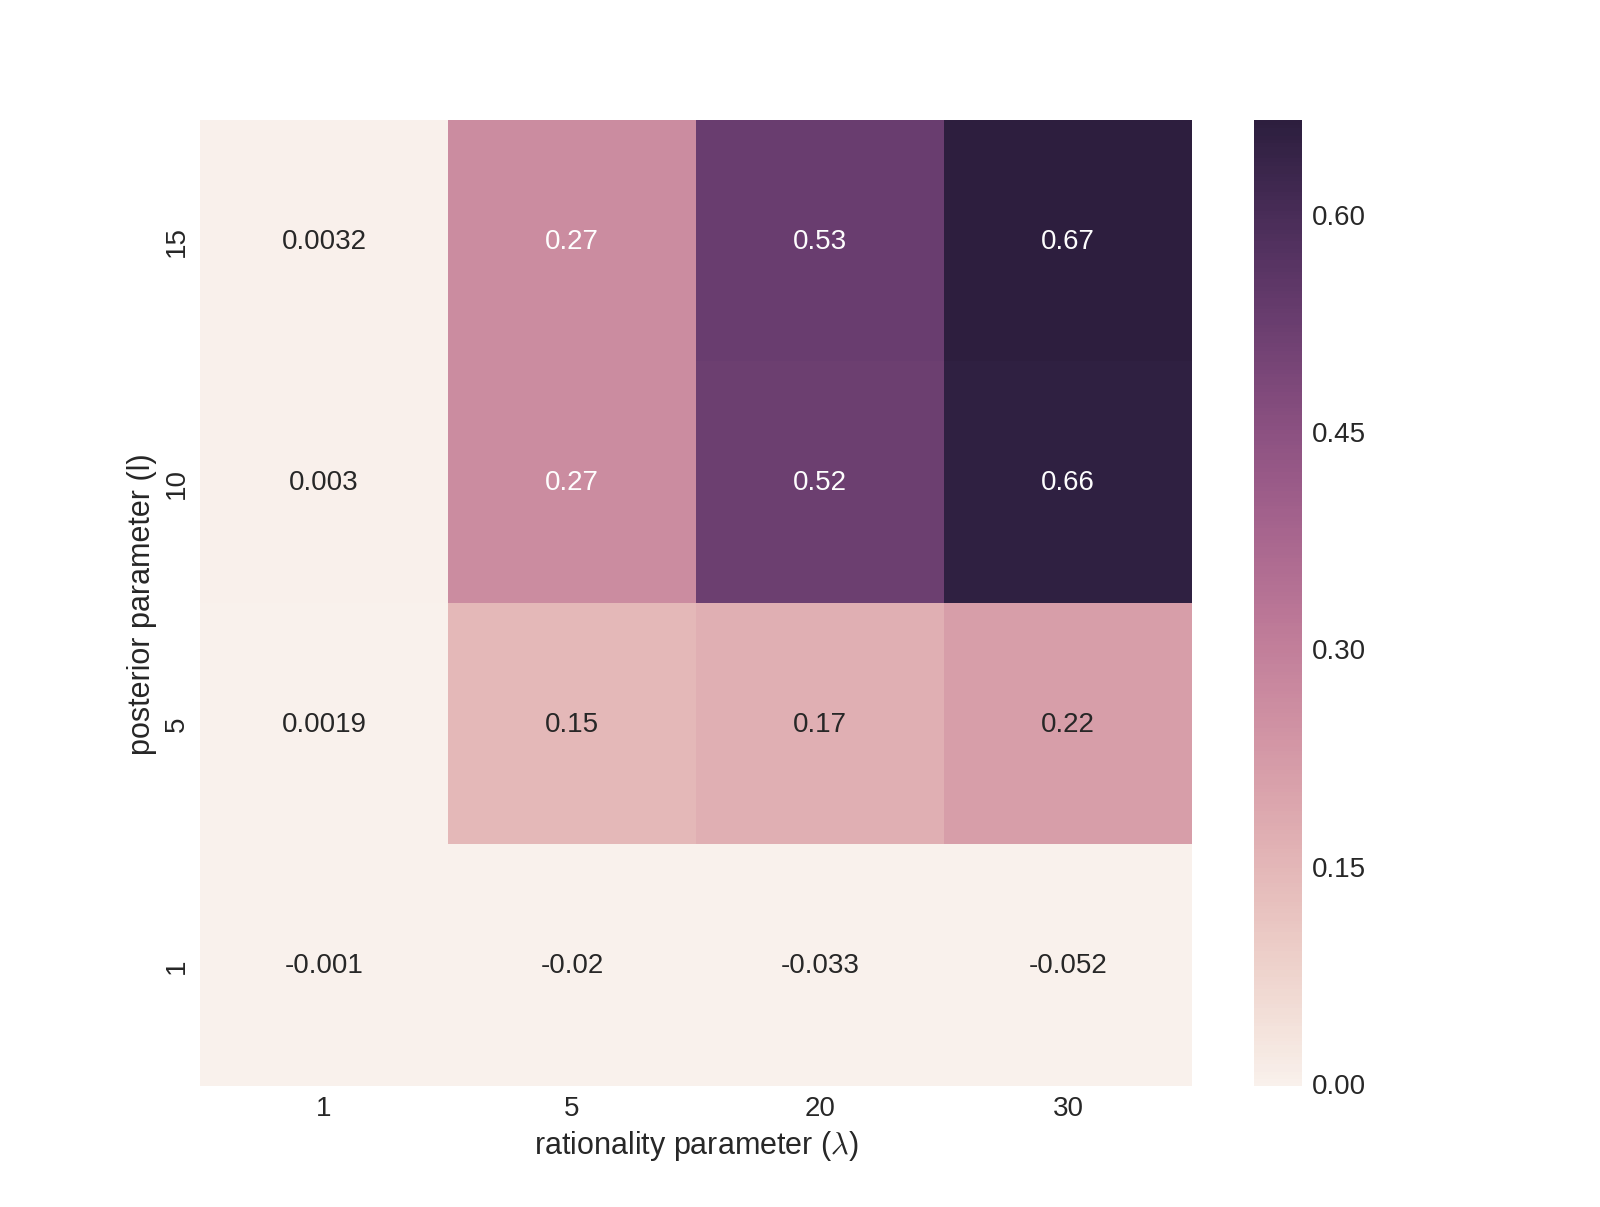 0.0032 0.27 0.53 0.67
0.003 0.27 0.52 0.66
0.0019 0.15 0.17 0.22
-0.001 -0.02 -0.033 -0.052
15
10
5
1
posterior parameter (l)
1 5 20 30
rationality parameter (λ)
0.60
0.45
0.30
0.15
0.00